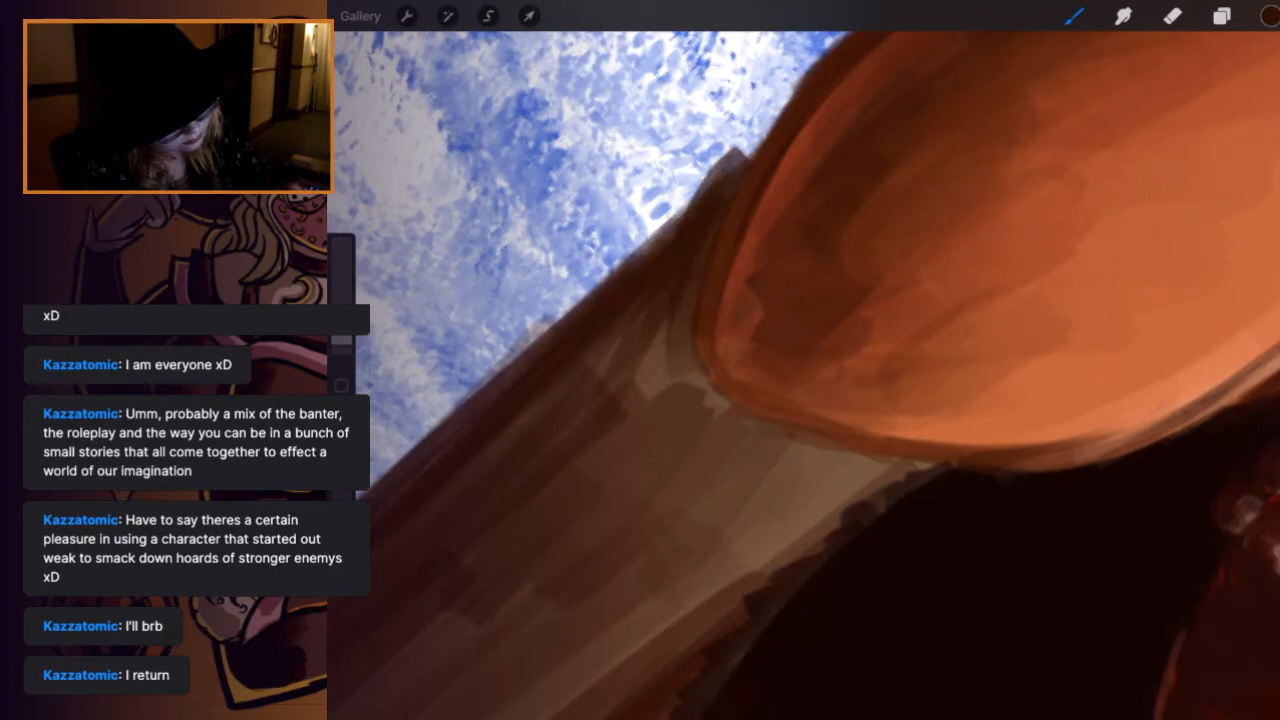 Gallery
xD
Kazzatomic: I am everyone xD
Kazzatomic: Umm, probably a mix of the banter,
the roleplay and the way you can be in a bunch of
small stories that all come together to effect a
world of our imagination
Kazzatomic: Have to say theres a certain
pleasure in using a character that started out
weak to smack down hoards of stronger enemys
xD
Kazzatomic: I'll brb
Kazzatomic: I return